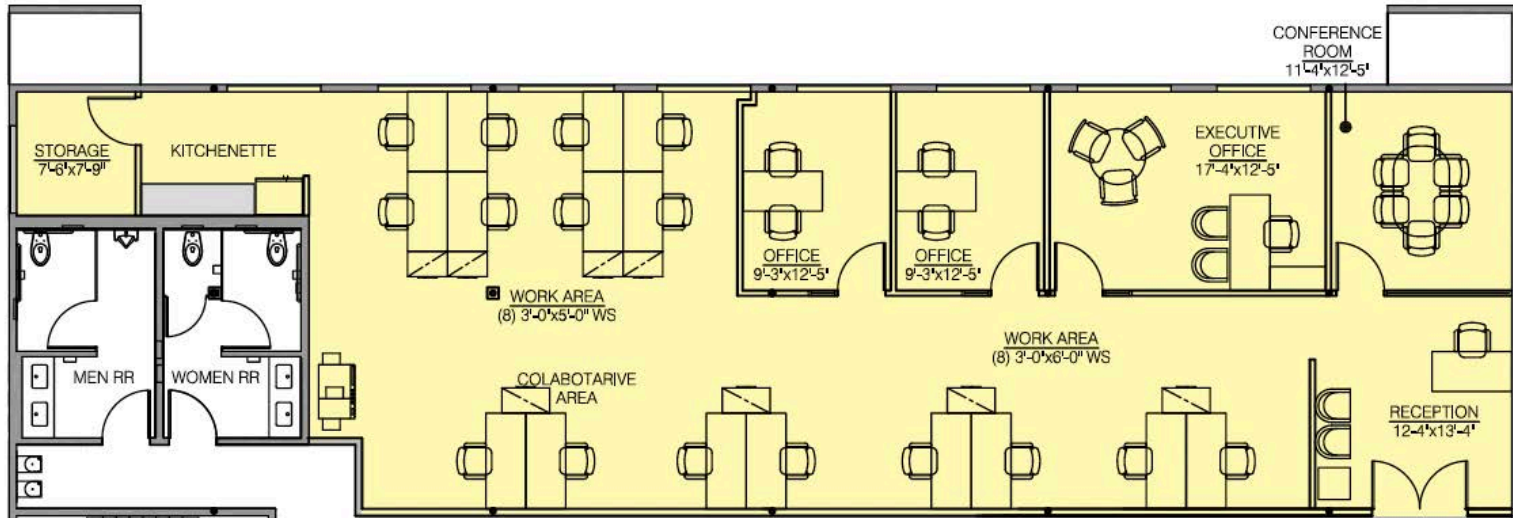 CONFERENCE
ROOM
11'-4"x12'-5"
STORAGE
7'-6"x7'-9"
KITCHENETTE
EXECUTIVE
OFFICE
17'-4"x12'-5"
OFFICE
9'-3"x12'-5"
OFFICE
9'-3"x12'-5"
WORK AREA
(8) 3'-0"x5'-0" WS
WORK AREA
(8) 3'-0"x6'-0" WS
MEN RR
WOMEN RR
COLABOTARIVE
AREA
RECEPTION
12-4"x13'-4"